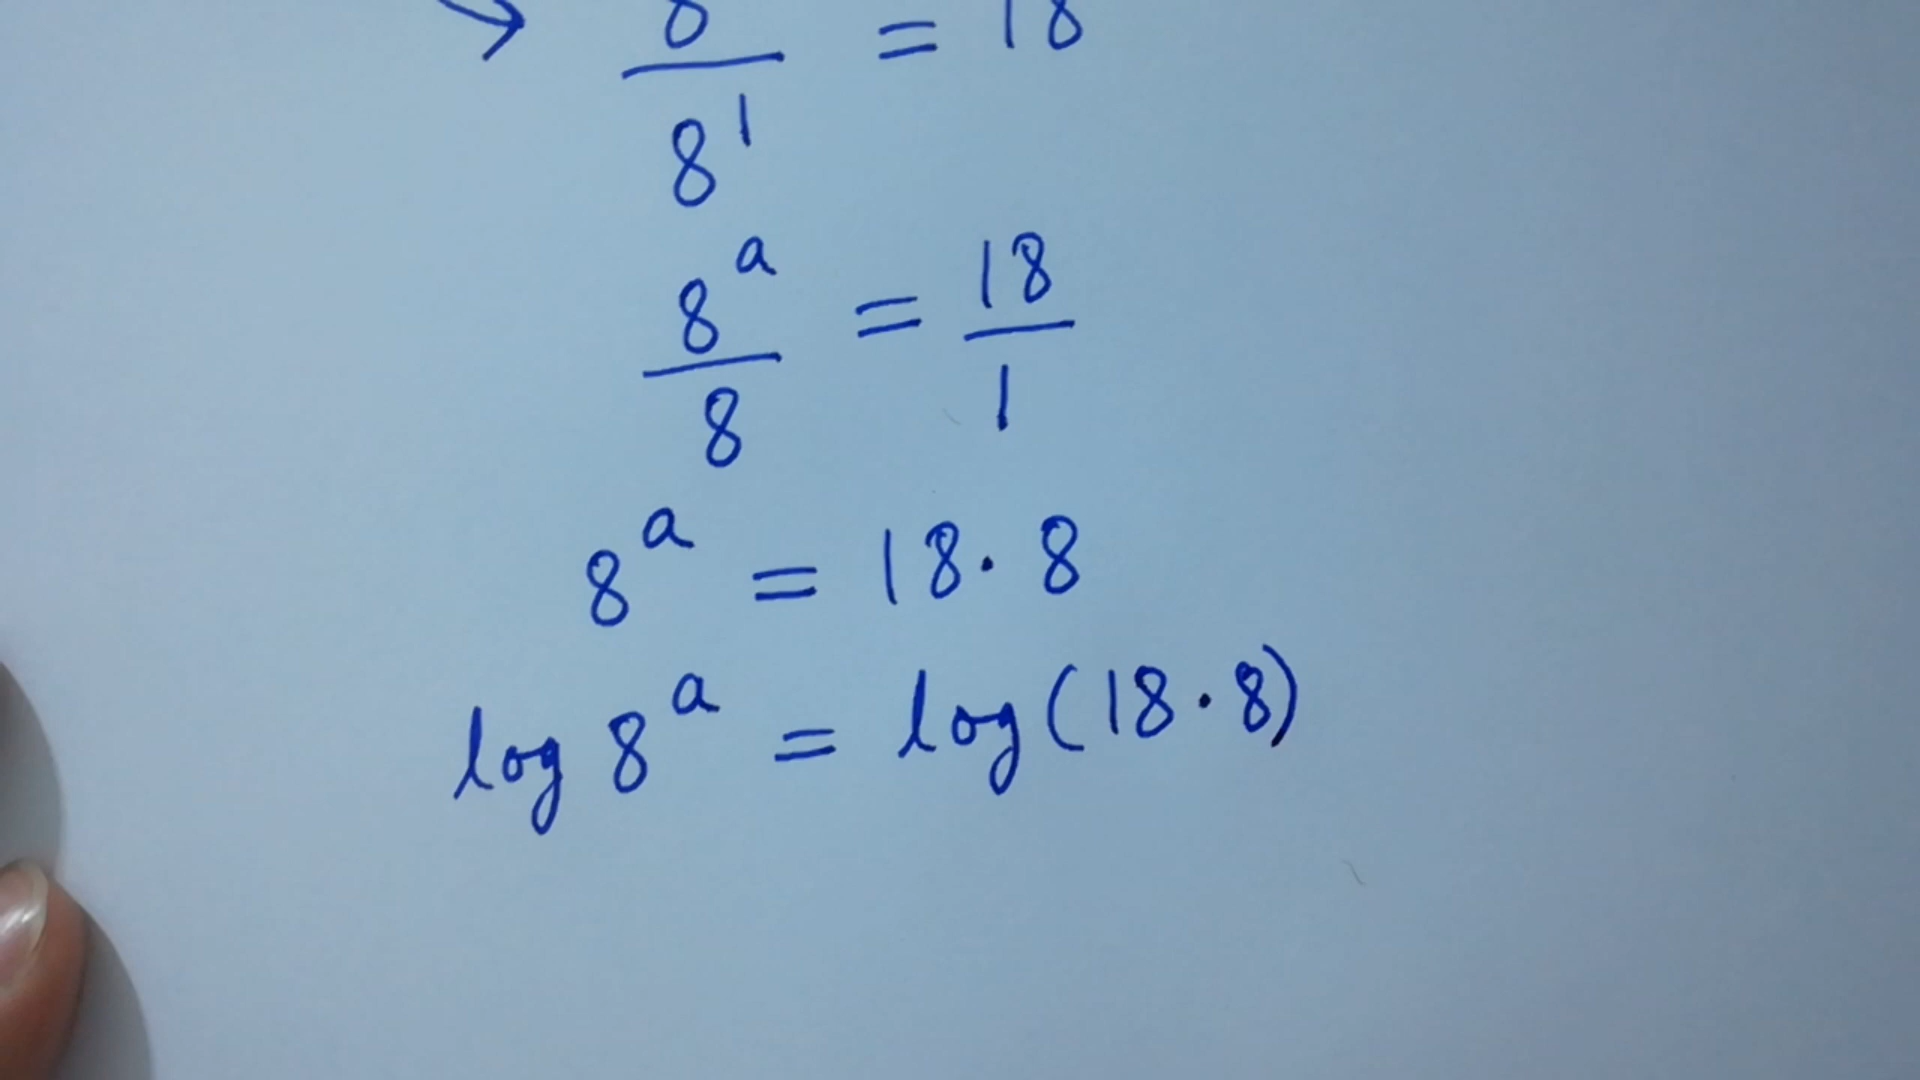 → 8 / 8^1 = 18
8^a / 8 = 18 / 1
8^a = 18 · 8
log 8^a = log(18 · 8)